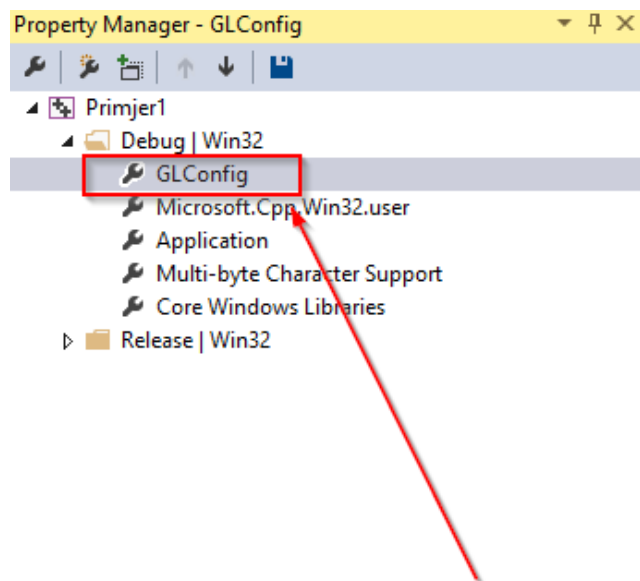 Property Manager - GLConfig
Primjer1
Debug | Win32
GLConfig
Microsoft.Cpp.Win32.user
Application
Multi-byte Character Support
Core Windows Libraries
Release | Win32